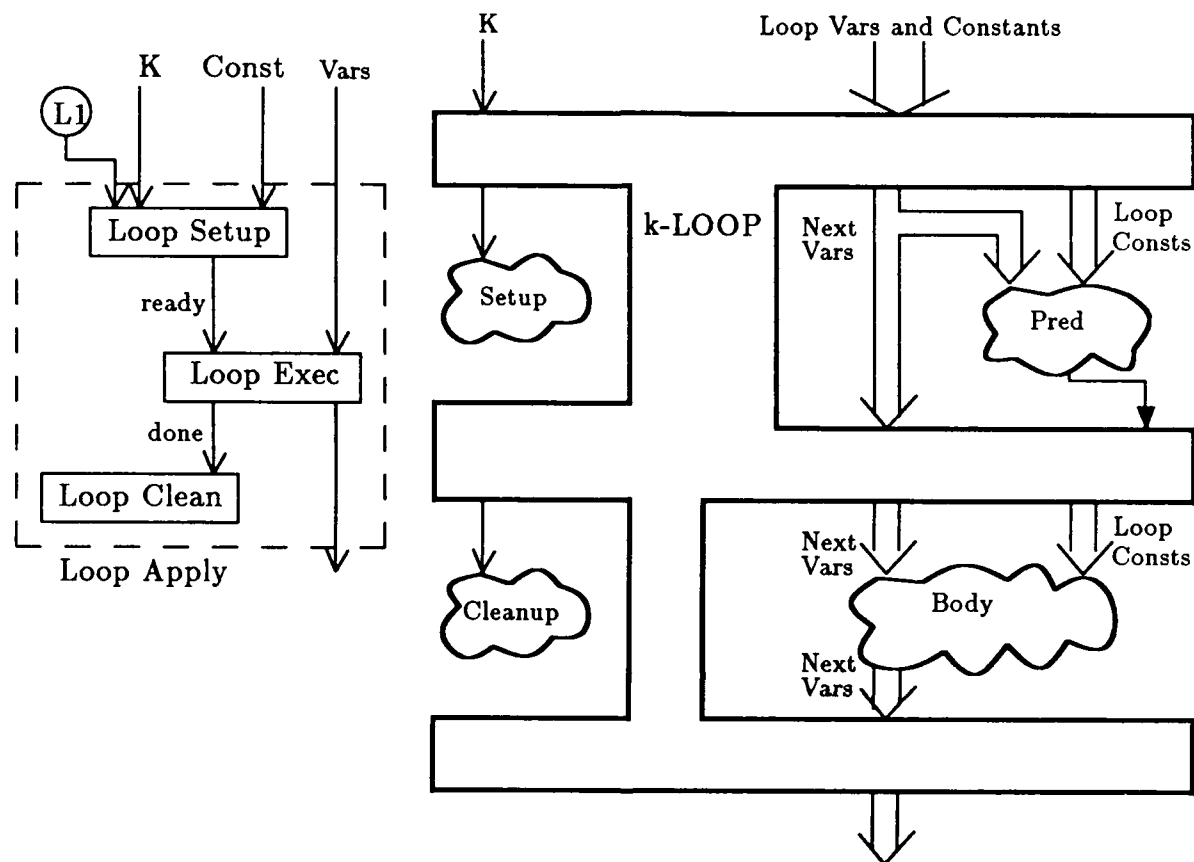 K
Const
Vars
L1
Loop Setup
ready
Loop Exec
done
Loop Clean
Loop Apply
K
Loop Vars and Constants
k-LOOP
Next
Vars
Loop
Consts
Setup
Pred
Next
Vars
Loop
Consts
Cleanup
Body
Next
Vars